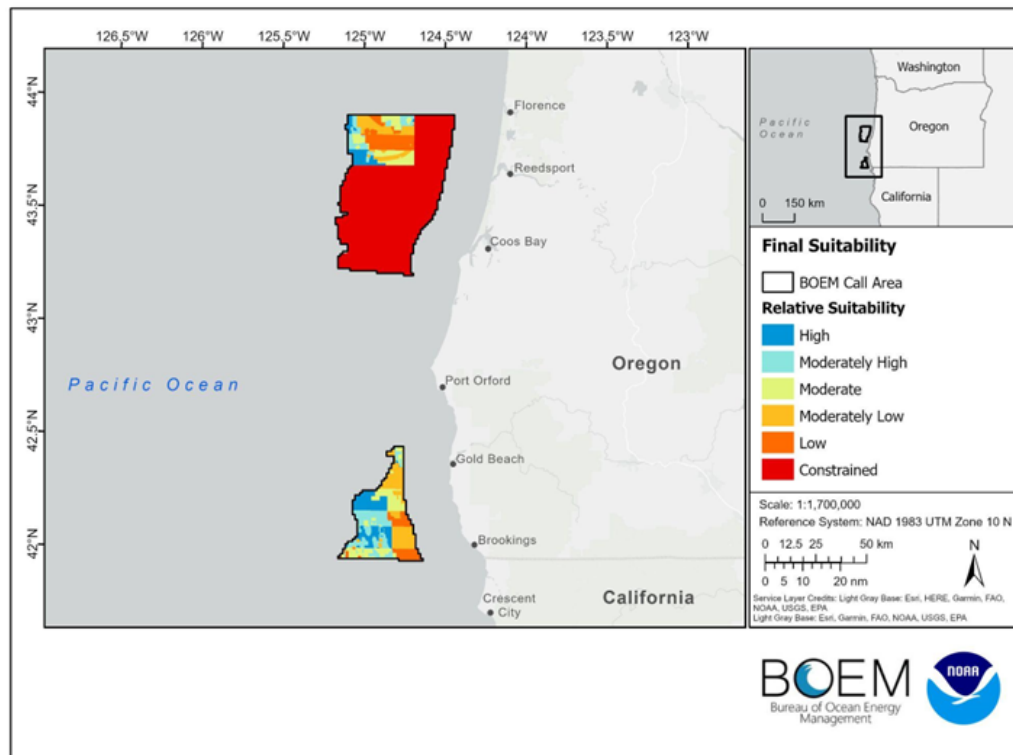 126.5°W 126°W 125.5°W 125°W 124.5°W 124°W 123.5°W 123°W
44°N
43.5°N
43°N
42.5°N
42°N
Florence
Reedsport
Coos Bay
Oregon
Pacific Ocean
Port Orford
Gold Beach
Brookings
California
Crescent
City
Washington
Pacific
Ocean
Oregon
California
0 150 km
Final Suitability
BOEM Call Area
Relative Suitability
High
Moderately High
Moderate
Moderately Low
Low
Constrained
Scale: 1:1,700,000
Reference System: NAD 1983 UTM Zone 10 N
0 12.5 25 50 km
0 5 10 20 nm
N
Service Layer Credits: Light Gray Base: Esri, HERE, Garmin, FAO,
NOAA, USGS, EPA
Light Gray Base: Esri, Garmin, FAO, NOAA, USGS, EPA
BOEM
Bureau of Ocean Energy
Management
NOAA